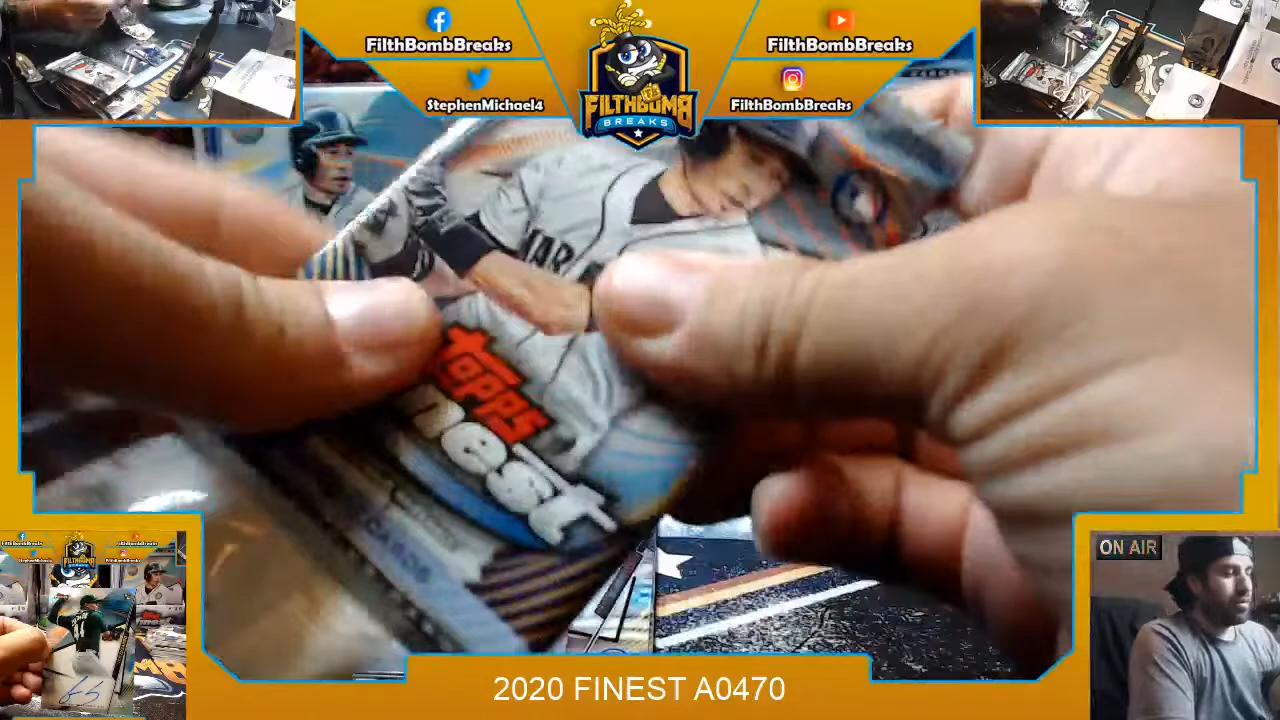 FilthBombBreaks
StephenMichael4
FILTHBOMB
BREAKS
FilthBombBreaks
FilthBombBreaks
topps
finest
ON AIR
2020 FINEST A0470